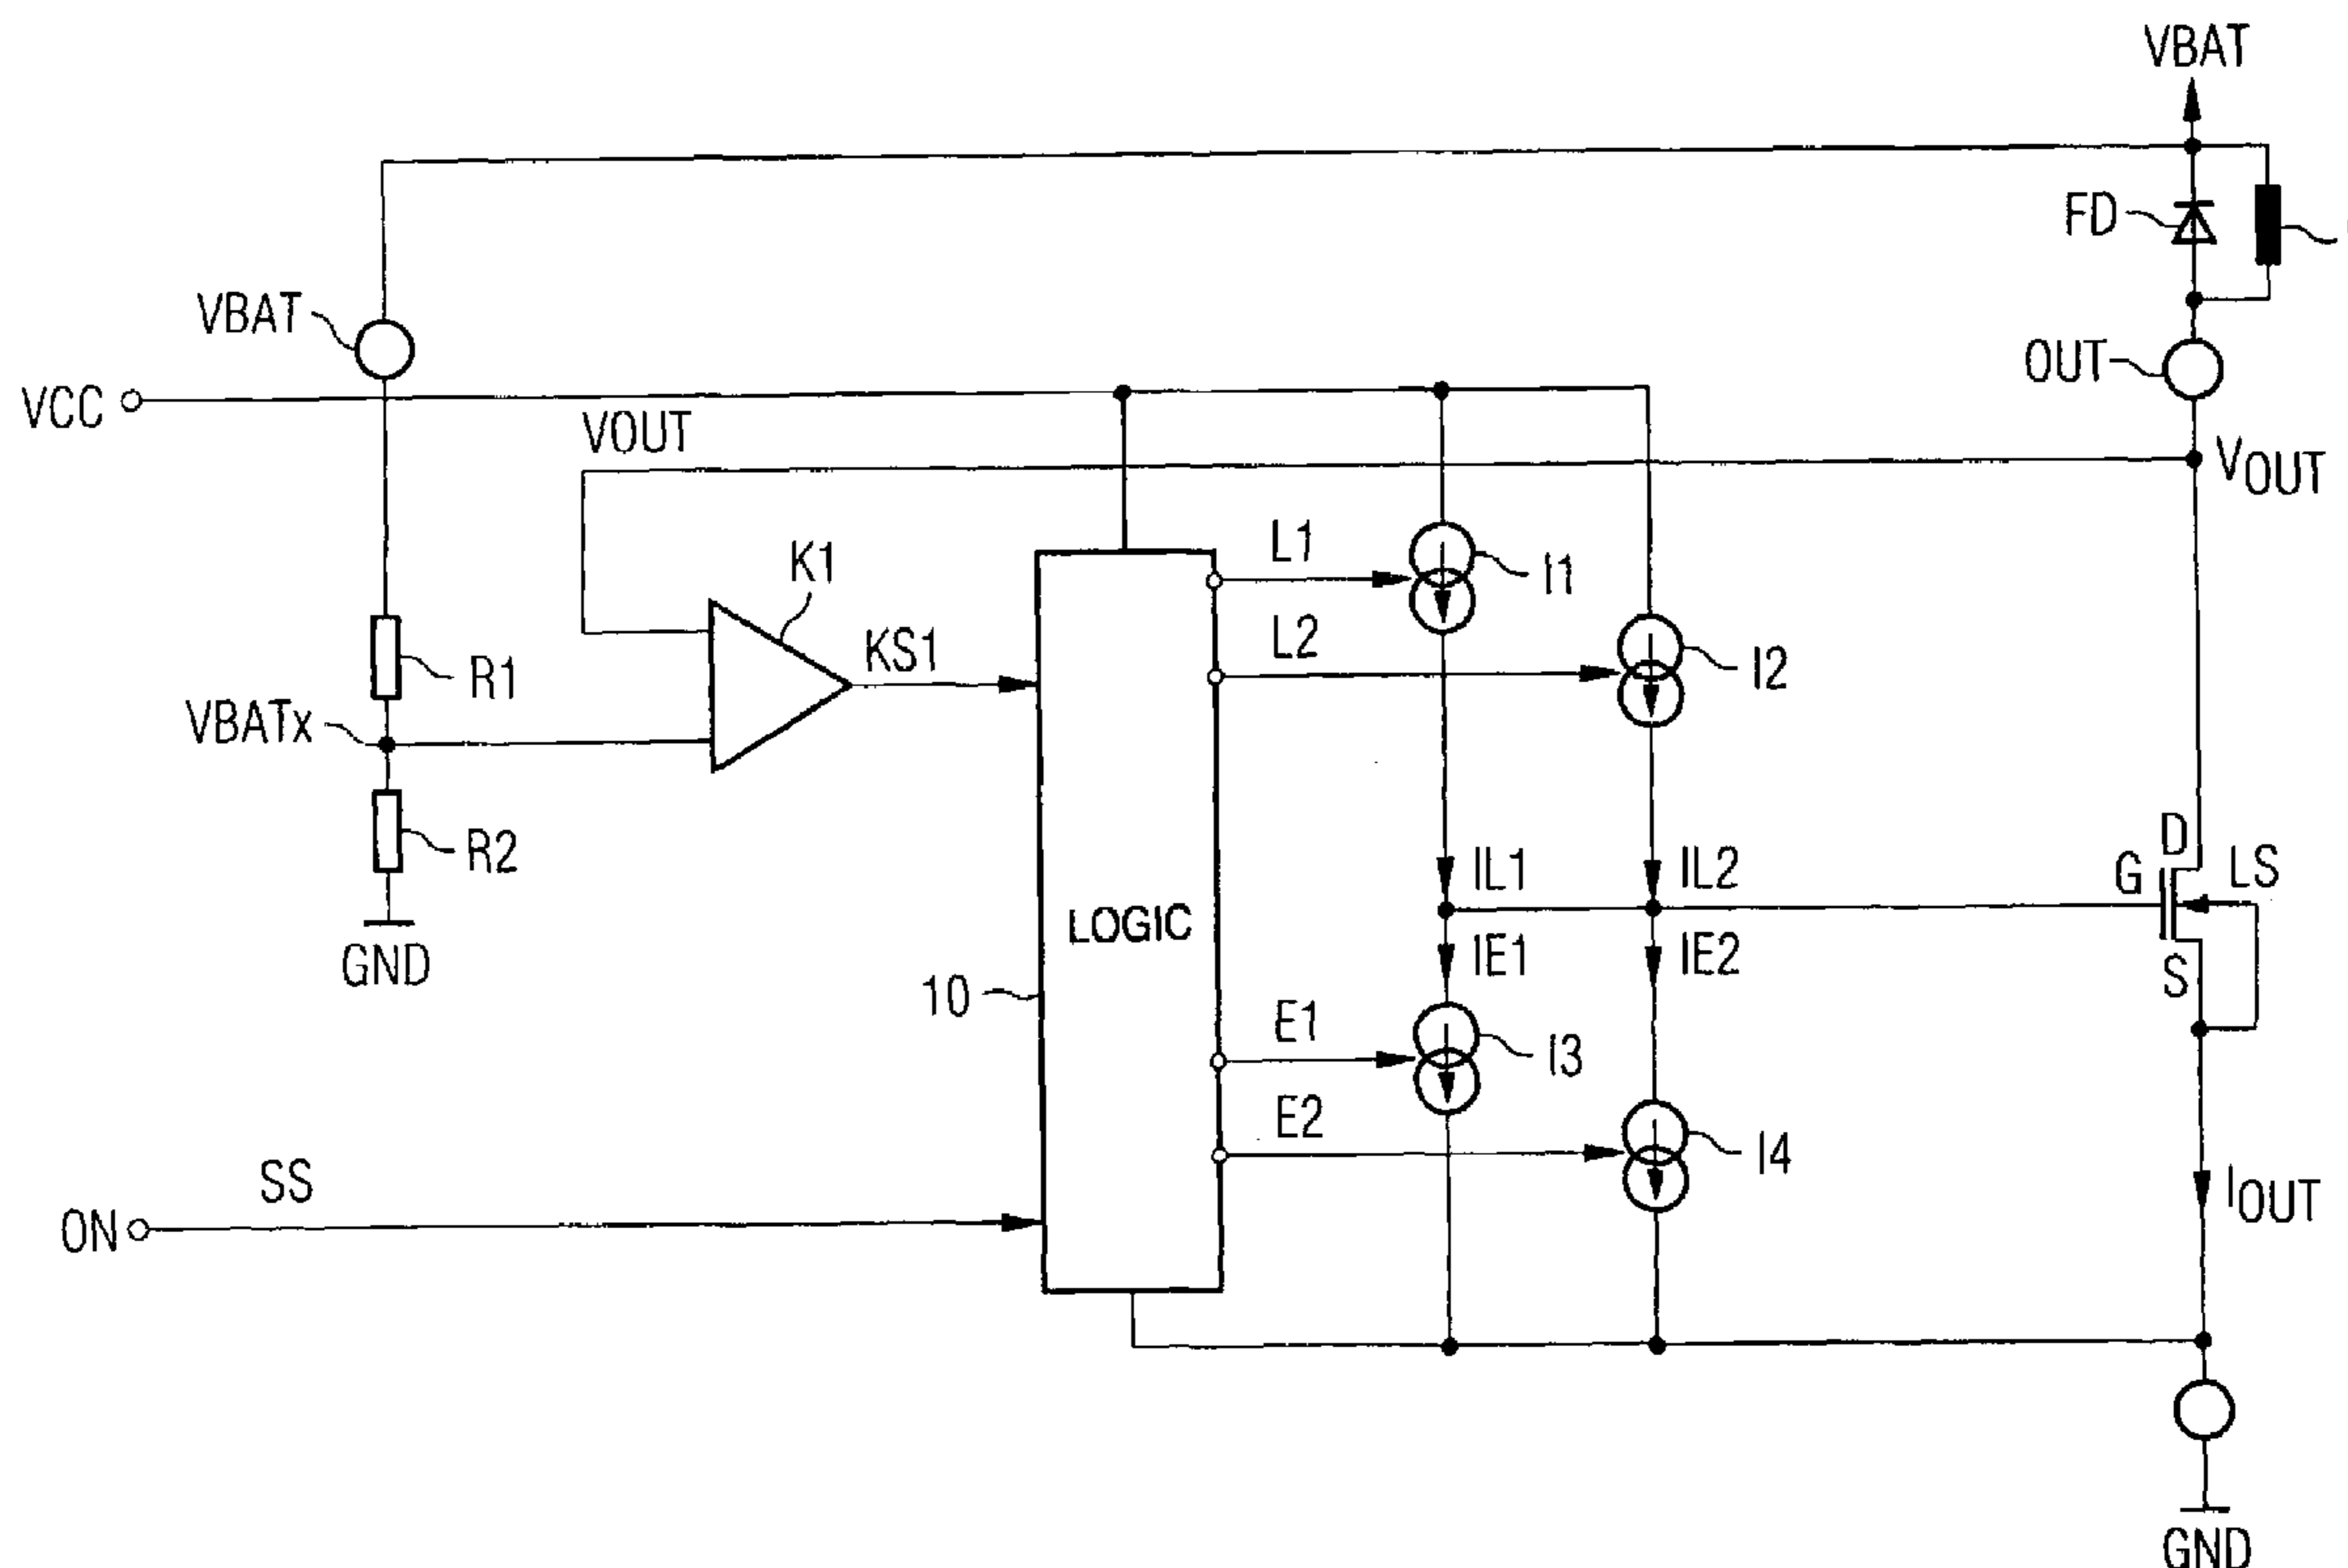 VBAT
FD
VBAT
OUT
VCC
VOUT
VOUT
L1
I1
K1
L2
KS1
I2
R1
VBATx
R2
D
G
LS
IL1
IL2
LOGIC
GND
IE1
IE2
S
10
E1
I3
E2
I4
SS
IOUT
ON
GND